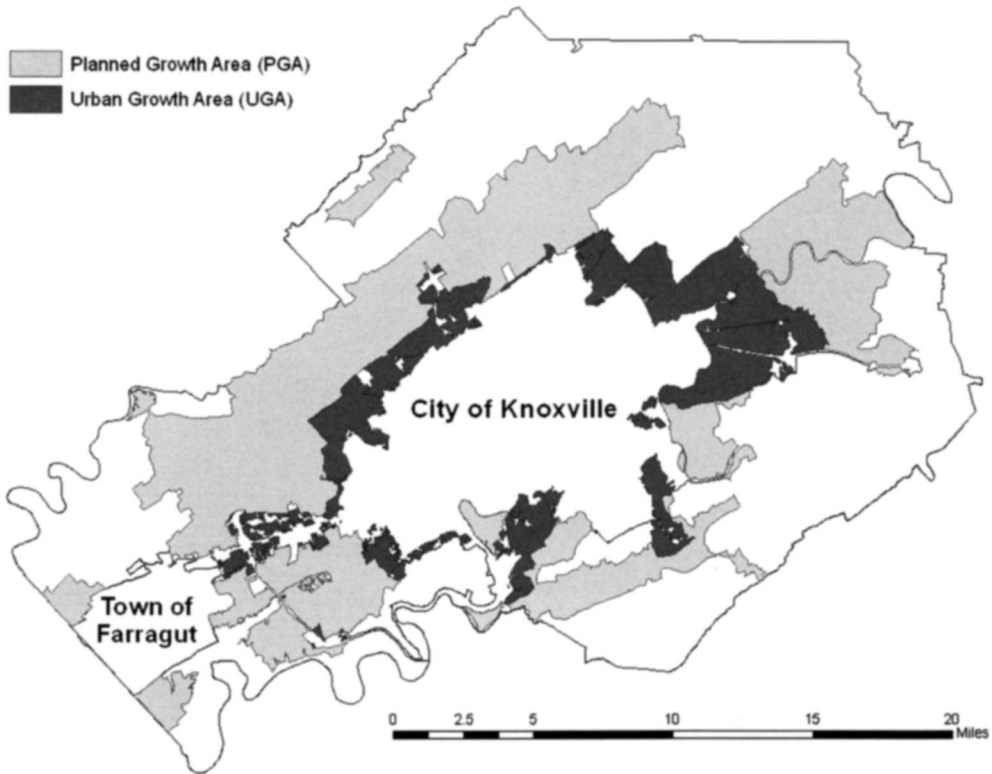 Planned Growth Area (PGA)
Urban Growth Area (UGA)
City of Knoxville
Town of
Farragut
0 2.5 5 10 15 20
Miles